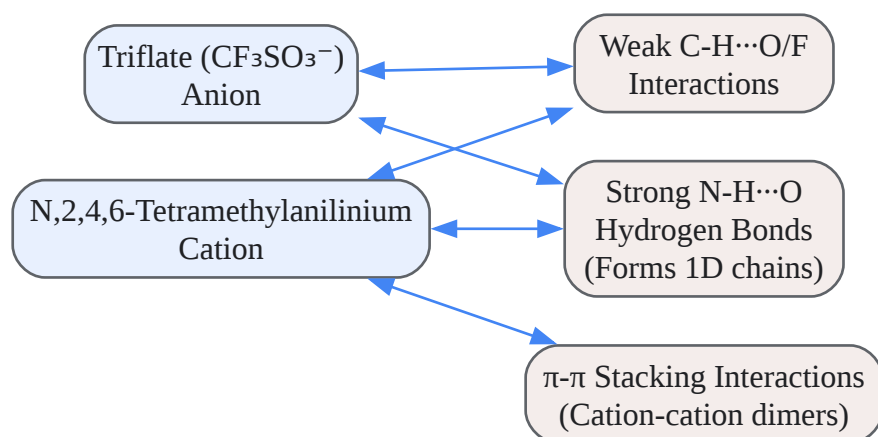 Triflate (CF₃SO₃⁻)
Anion
Weak C-H···O/F
Interactions
N,2,4,6-Tetramethylanilinium
Cation
Strong N-H···O
Hydrogen Bonds
(Forms 1D chains)
π-π Stacking Interactions
(Cation-cation dimers)